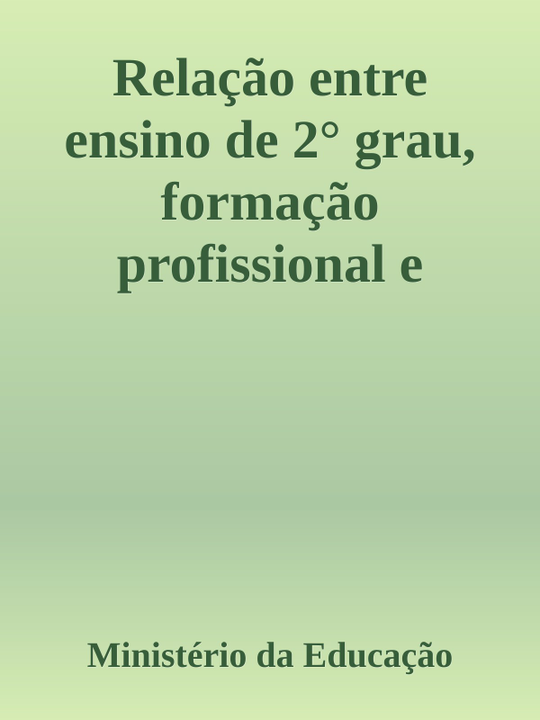 Relação entre
ensino de 2° grau,
formação
profissional e
Ministério da Educação